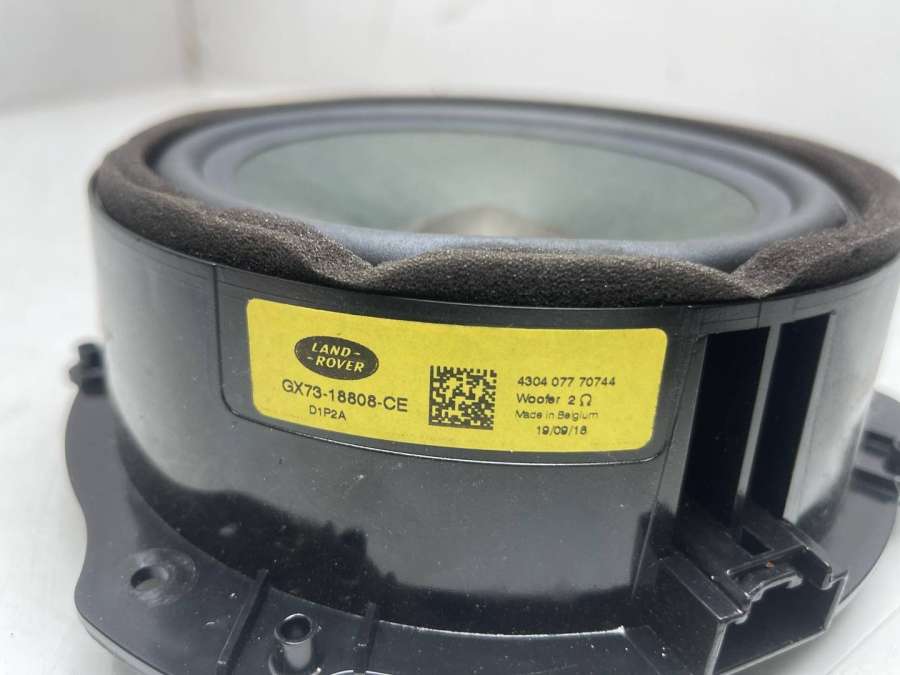 LAND-
-ROVER
GX73-18808-CE
D1P2A
4304 077 70744
Woofer 2 Ω
Made in Belgium
19/09/18